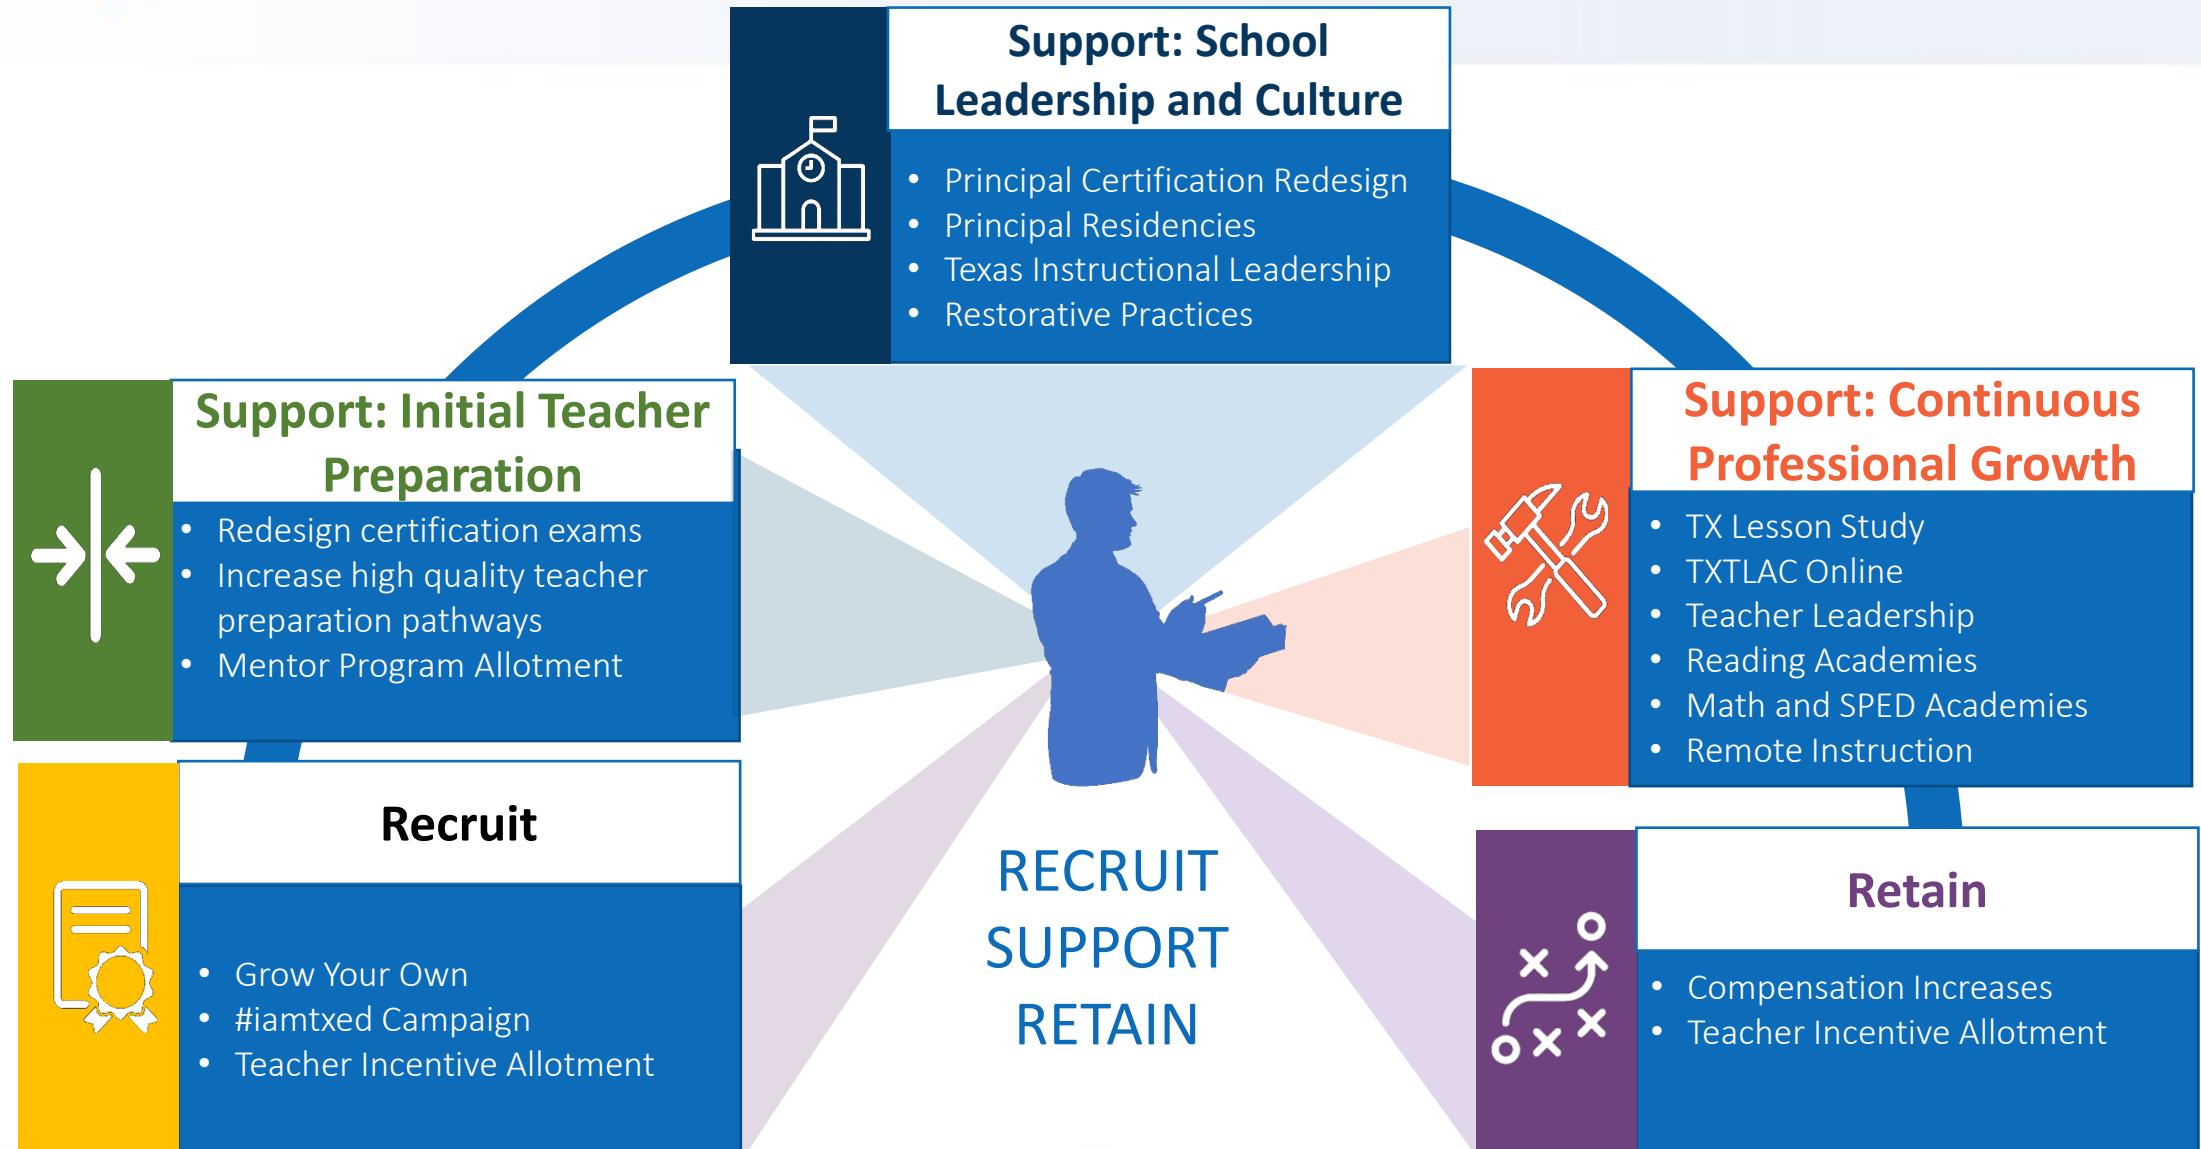 Support: School
Leadership and Culture
• Principal Certification Redesign
• Principal Residencies
• Texas Instructional Leadership
• Restorative Practices
Support: Initial Teacher
Preparation
• Redesign certification exams
• Increase high quality teacher
preparation pathways
• Mentor Program Allotment
Support: Continuous
Professional Growth
• TX Lesson Study
• TXTLAC Online
• Teacher Leadership
• Reading Academies
• Math and SPED Academies
• Remote Instruction
Recruit
• Grow Your Own
• #iamtxed Campaign
• Teacher Incentive Allotment
RECRUIT
SUPPORT
RETAIN
Retain
• Compensation Increases
• Teacher Incentive Allotment